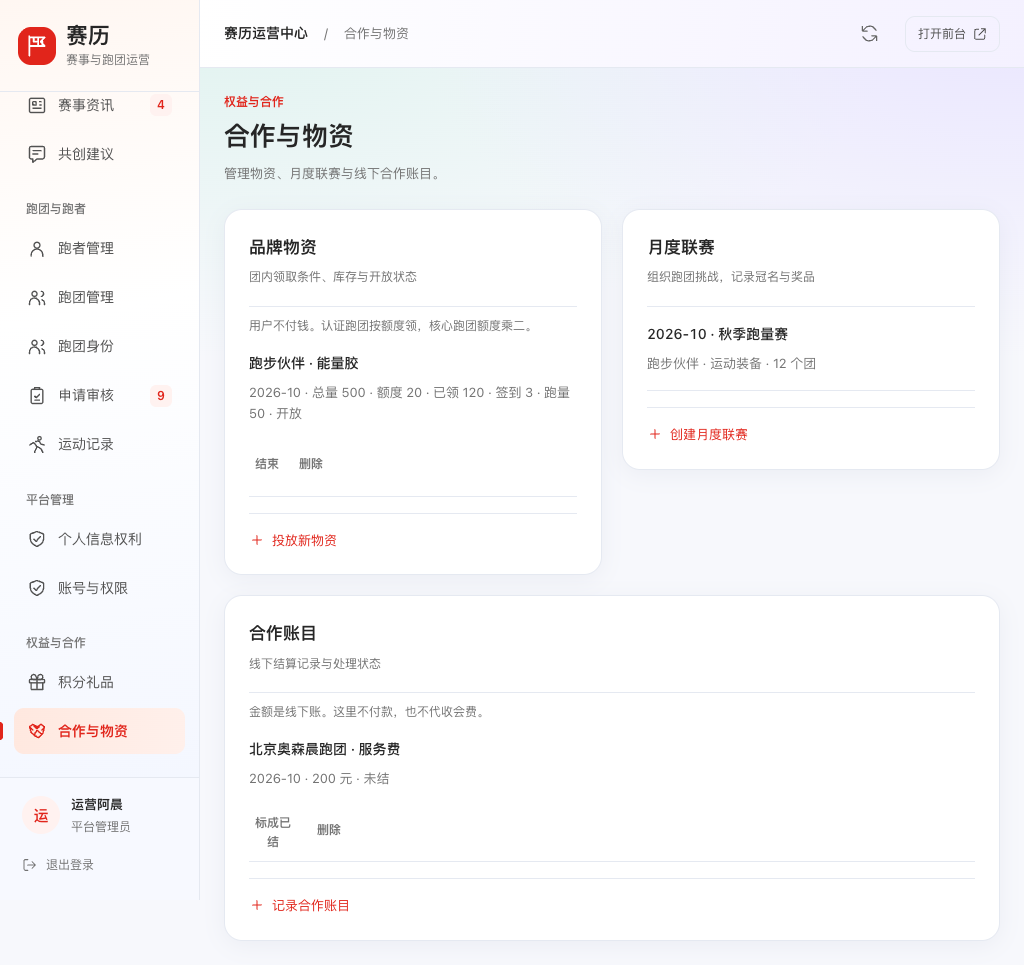 赛历
赛事与跑团运营
赛事资讯 4
共创建议
跑团与跑者
跑者管理
跑团管理
跑团身份
申请审核 9
运动记录
平台管理
个人信息权利
账号与权限
权益与合作
积分礼品
合作与物资
运 运营阿晨
平台管理员
退出登录
赛历运营中心 / 合作与物资
打开前台
权益与合作
合作与物资
管理物资、月度联赛与线下合作账目。
品牌物资
团内领取条件、库存与开放状态
用户不付钱。认证跑团按额度领，核心跑团额度乘二。
跑步伙伴 · 能量胶
2026-10 · 总量 500 · 额度 20 · 已领 120 · 签到 3 · 跑量
50 · 开放
结束 删除
投放新物资
月度联赛
组织跑团挑战，记录冠名与奖品
2026-10 · 秋季跑量赛
跑步伙伴 · 运动装备 · 12 个团
创建月度联赛
合作账目
线下结算记录与处理状态
金额是线下账。这里不付款，也不代收会费。
北京奥森晨跑团 · 服务费
2026-10 · 200 元 · 未结
标成已
结
删除
记录合作账目